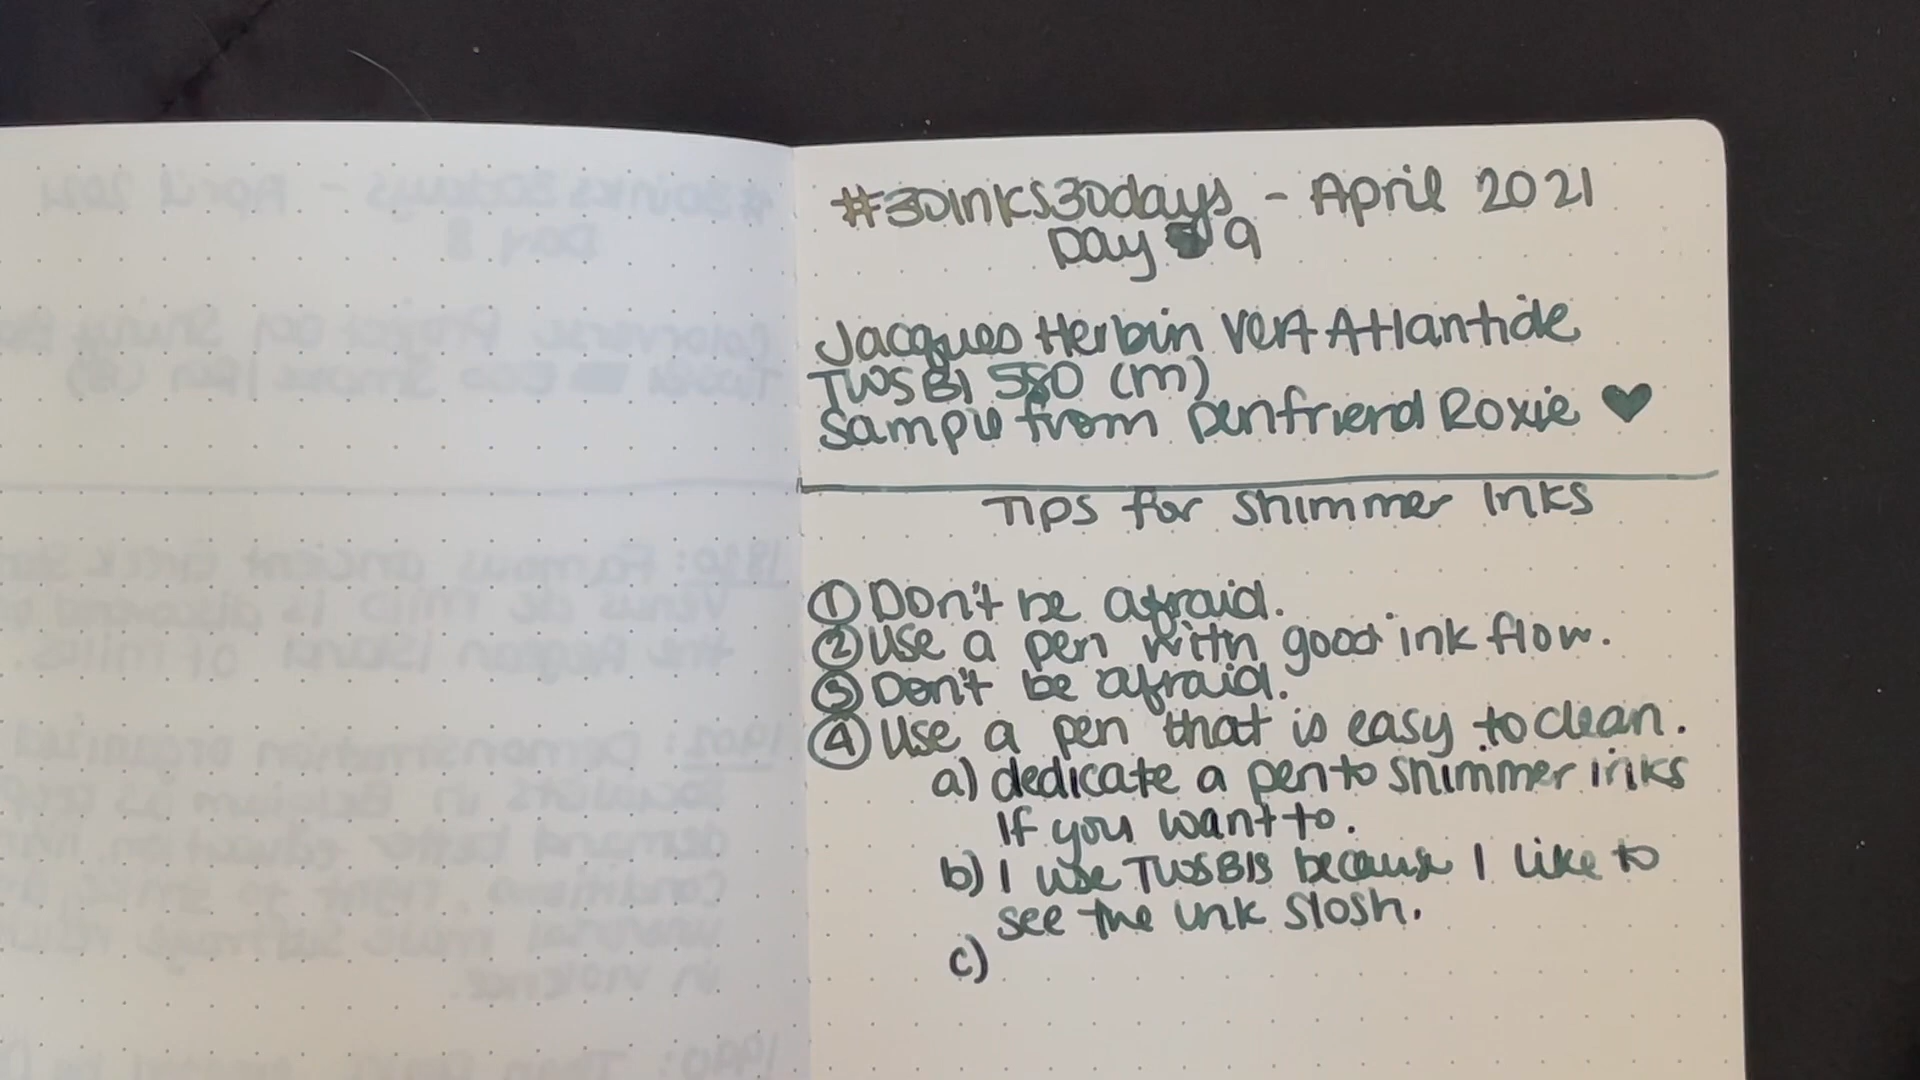 #30inks30days - April 2021
Day 9
Jacques Herbin Vert Atlantide
TWSBI 580 (m)
Sample from penfriend Roxie ♥
Tips for Shimmer Inks
① Don't be afraid.
② Use a pen with good ink flow.
③ Don't be afraid.
④ Use a pen that is easy to clean.
a) dedicate a pen to shimmer inks
If you want to.
b) I use TWSBIs because I like to
see the ink slosh.
c)